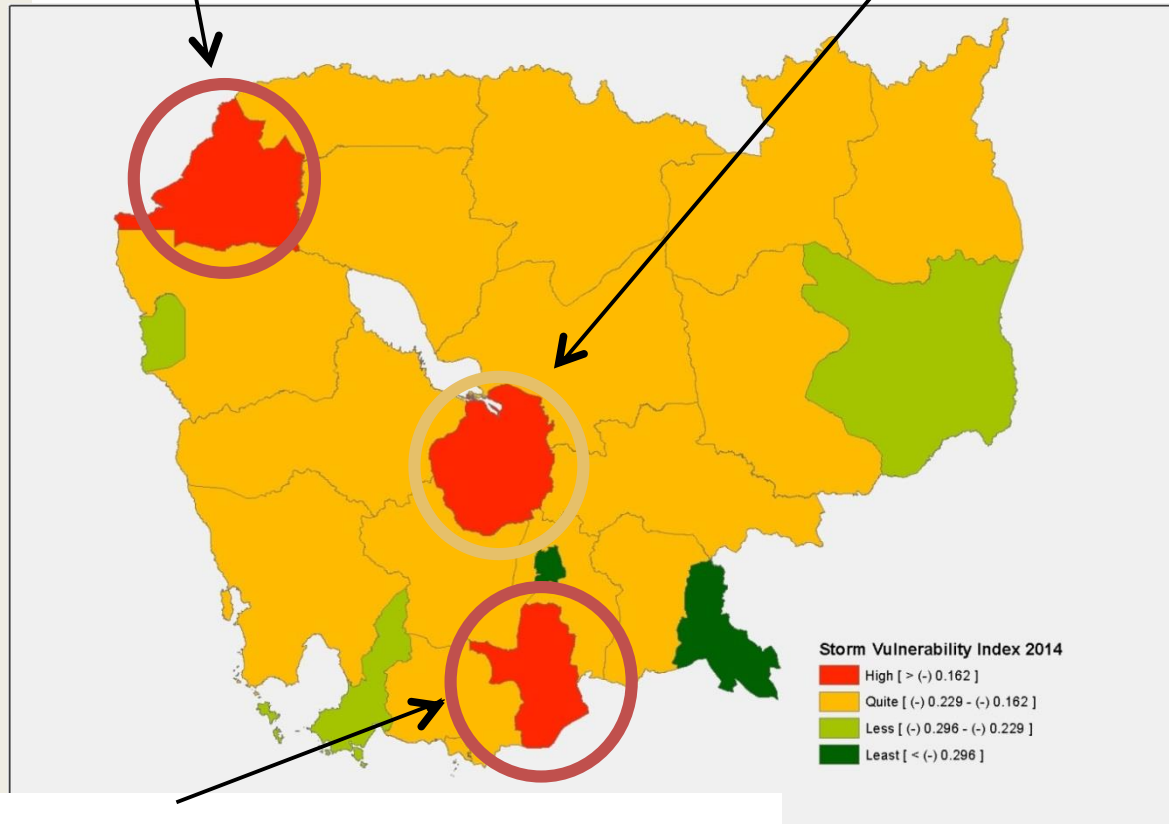 Storm Vulnerability Index 2014
High [ > (-) 0.162 ]
Quite [ (-) 0.229 - (-) 0.162 ]
Less [ (-) 0.296 - (-) 0.229 ]
Least [ < (-) 0.296 ]